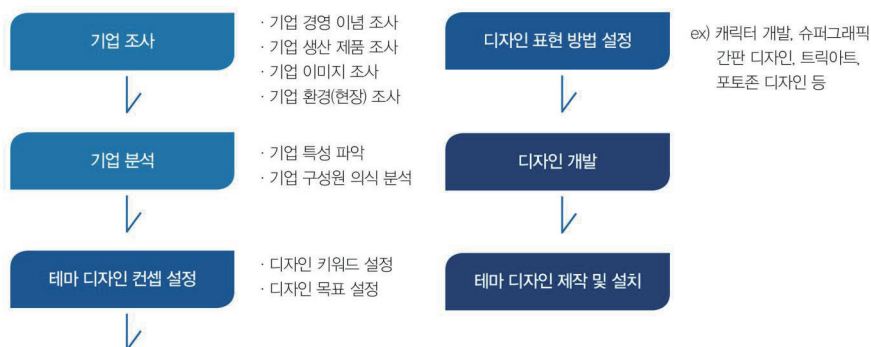 기업 조사
· 기업 경영 이념 조사
· 기업 생산 제품 조사
· 기업 이미지 조사
· 기업 환경(현장) 조사
기업 분석
· 기업 특성 파악
· 기업 구성원 의식 분석
테마 디자인 컨셉 설정
· 디자인 키워드 설정
· 디자인 목표 설정
디자인 표현 방법 설정
ex) 캐릭터 개발, 슈퍼그래픽
간판 디자인, 트릭아트,
포토존 디자인 등
디자인 개발
테마 디자인 제작 및 설치